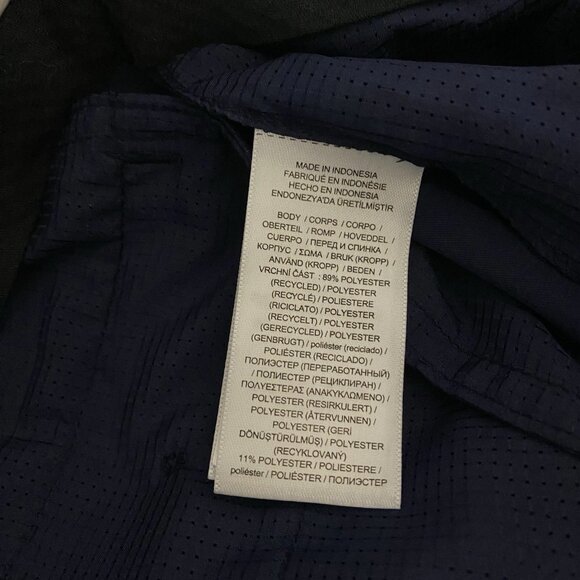 MADE IN INDONESIA
FABRIQUÉ EN INDONÉSIE
HECHO EN INDONESIA
ENDONEZYA'DA ÜRETİLMİŞTİR
BODY / CORPS / CORPO /
OBERTEIL / ROMP / HOVEDDEL /
CUERPO / ПЕРЕД И СПИНКА /
КОРПУС / ΣΩΜΑ / BRUK (KROPP) /
ANVÄND (KROPP) / BEDEN /
VRCHNÍ ČÁST : 89% POLYESTER
(RECYCLED) / POLYESTER
(RECYCLÉ) / POLIESTERE
(RICICLATO) / POLYESTER
(RECYCELT) / POLYESTER
(GERECYCLED) / POLYESTER
(GENBRUGT) / poliéster (reciclado) /
POLIÉSTER (RECICLADO) /
ПОЛИЭСТЕР (ПЕРЕРАБОТАННЫЙ)
/ ПОЛИЕСТЕР (РЕЦИКЛИРАН) /
ΠΟΛΥΕΣΤΕΡΑΣ (ΑΝΑΚΥΚΛΩΜΕΝΟ) /
POLYESTER (RESIRKULERT) /
POLYESTER (ÅTERVUNNEN) /
POLYESTER (GERİ
DÖNÜŞTÜRÜLMÜŞ) / POLYESTER
(RECYKLOVANÝ)
11% POLYESTER / POLIESTERE /
poliéster / POLIÉSTER / ПОЛИЭСТЕР